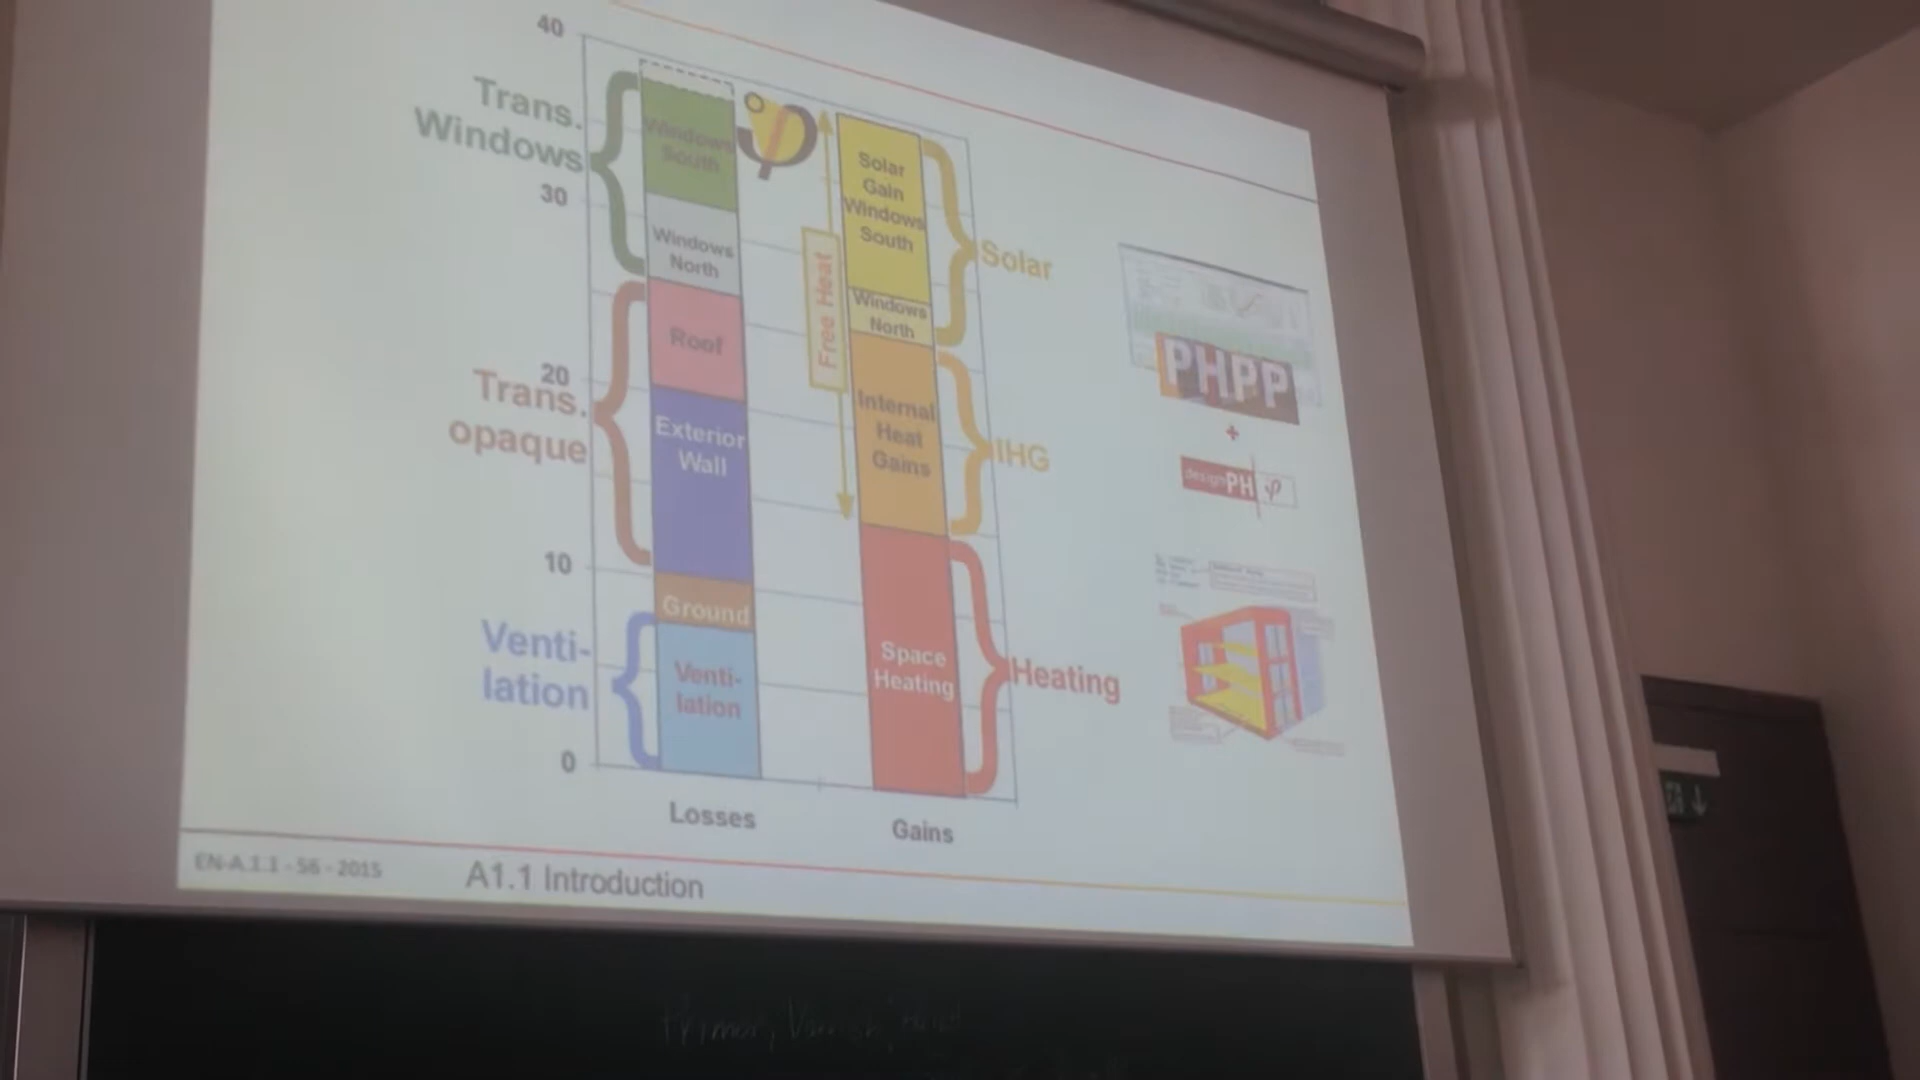 40
Trans.
Windows
30
20
Trans.
opaque
10
Venti-
lation
0
Windows
South
Windows
North
Roof
Exterior
Wall
Ground
Venti-
lation
Losses
Free Heat
Solar
Gain
Windows
South
Windows
North
Internal
Heat
Gains
Space
Heating
Gains
Solar
IHG
Heating
PHPP
+
designPH φ
EN-A.1.1 - 56 - 2015
A1.1 Introduction